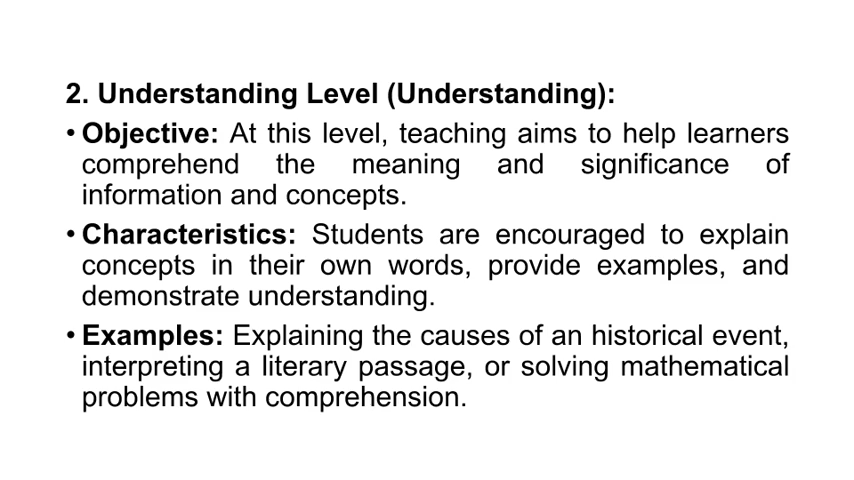 2. Understanding Level (Understanding):
• Objective: At this level, teaching aims to help learners
comprehend the meaning and significance of
information and concepts.
• Characteristics: Students are encouraged to explain
concepts in their own words, provide examples, and
demonstrate understanding.
• Examples: Explaining the causes of an historical event,
interpreting a literary passage, or solving mathematical
problems with comprehension.